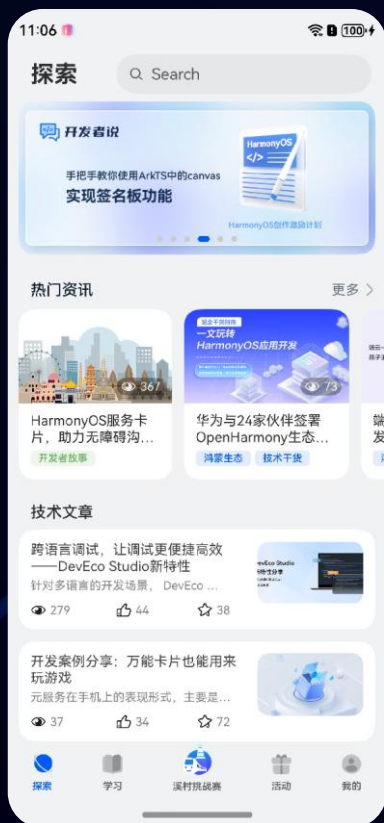 11:06
100
探索
Search
开发者说
手把手教你使用ArkTS中的canvas
实现签名板功能
HarmonyOS
</>
HarmonyOS创作激励计划
热门资讯
更多 >
367
一文玩转
HarmonyOS应用开发
73
HarmonyOS服务卡
片，助力无障碍沟...
开发者故事
华为与24家伙伴签署
OpenHarmony生态...
鸿蒙生态 技术干货
端
发
技术文章
跨语言调试，让调试更便捷高效
——DevEco Studio新特性
针对多语言的开发场景， DevEco ...
279 44 38
开发案例分享：万能卡片也能用来
玩游戏
元服务在手机上的表现形式，主要是...
37 34 72
探索 学习 溪村挑战赛 活动 我的